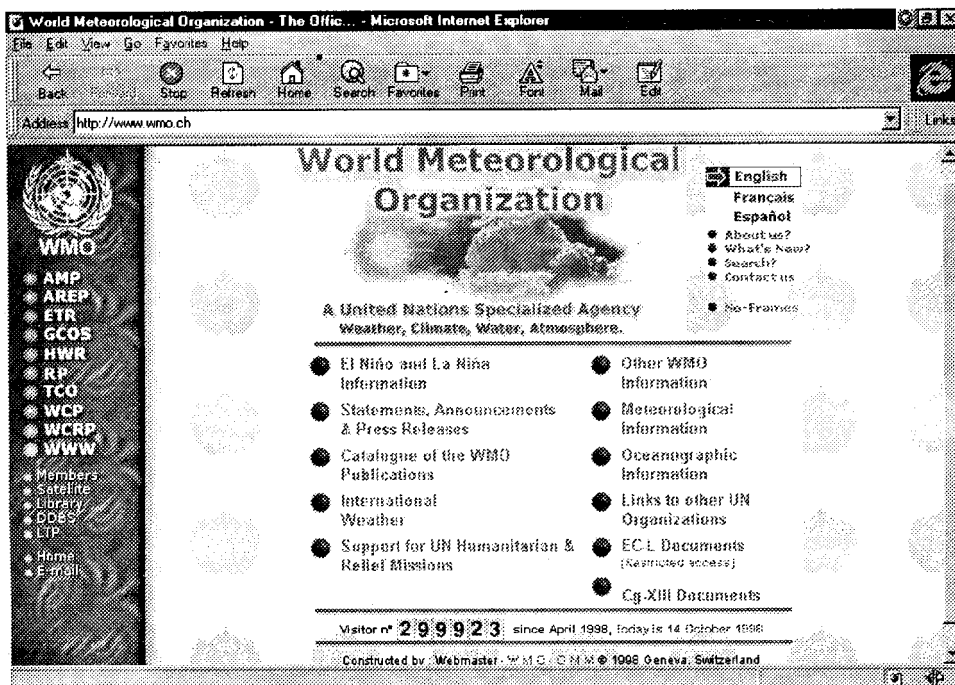 World Meteorological Organization - The Offic... - Microsoft Internet Explorer
File Edit View Go Favorites Help
Back Stop Refresh Home Search Favorites Print Font Mail Edit
Address http://www.wmo.ch Links
World Meteorological
Organization
A United Nations Specialized Agency
Weather, Climate, Water, Atmosphere.
English
Francais
Español
About us?
What's New?
Search?
Contact us
No-Frames
WMO
AMP
AREP
ETR
GCOS
HWR
RP
TCO
WCP
WCRP
WWW
Members
Satellite
Library
DDBS
LTP
Home
E-mail
El Niño and La Niña
Information
Statements, Announcements
& Press Releases
Catalogue of the WMO
Publications
International
Weather
Support for UN Humanitarian &
Relief Missions
Other WMO
Information
Meteorological
Information
Oceanographic
Information
Links to other UN
Organizations
EC-L Documents
(Restricted access)
Cg-XIII Documents
Visitor n° 299923 since April 1998, today is 14 October 1998
Constructed by : Webmaster - W M O - O M M © 1998 Geneva, Switzerland